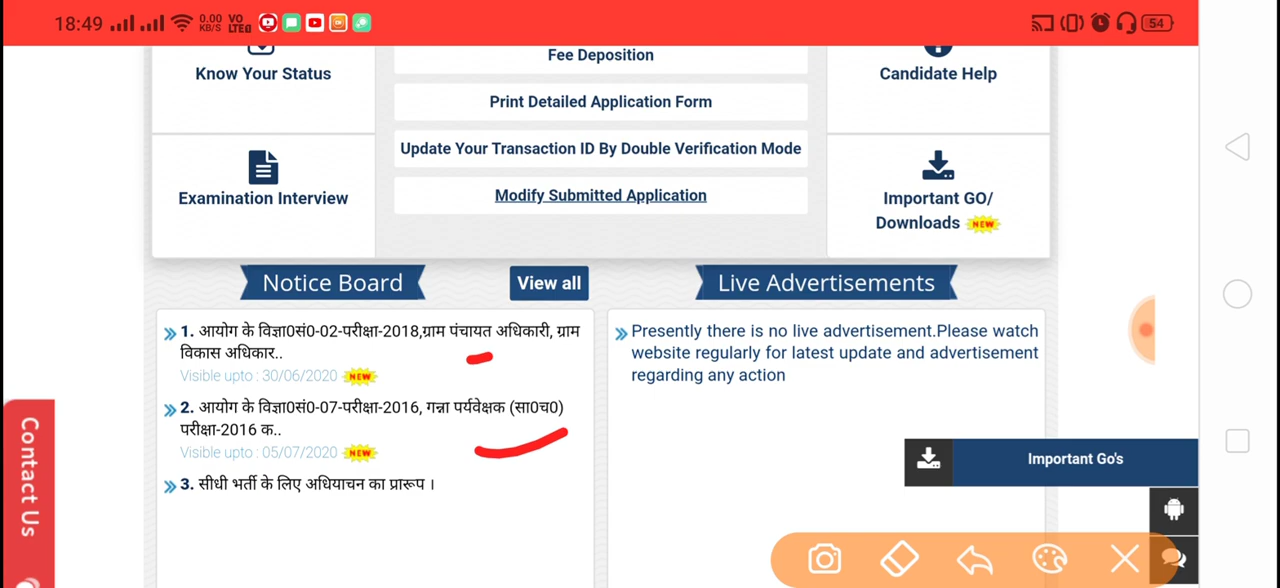 18:49 0.00 KB/S VO LTE 54
Know Your Status
Fee Deposition
Candidate Help
Print Detailed Application Form
Update Your Transaction ID By Double Verification Mode
Examination Interview
Modify Submitted Application
Important GO/
Downloads NEW
Notice Board
View all
Live Advertisements
1. आयोग के विज्ञा0सं0-02-परीक्षा-2018,ग्राम पंचायत अधिकारी, ग्राम
विकास अधिकार..
Visible upto : 30/06/2020 NEW
2. आयोग के विज्ञा0सं0-07-परीक्षा-2016, गन्ना पर्यवेक्षक (सा0च0)
परीक्षा-2016 क..
Visible upto : 05/07/2020 NEW
3. सीधी भर्ती के लिए अधियाचन का प्रारूप ।
Presently there is no live advertisement.Please watch
website regularly for latest update and advertisement
regarding any action
Important Go's
Contact Us